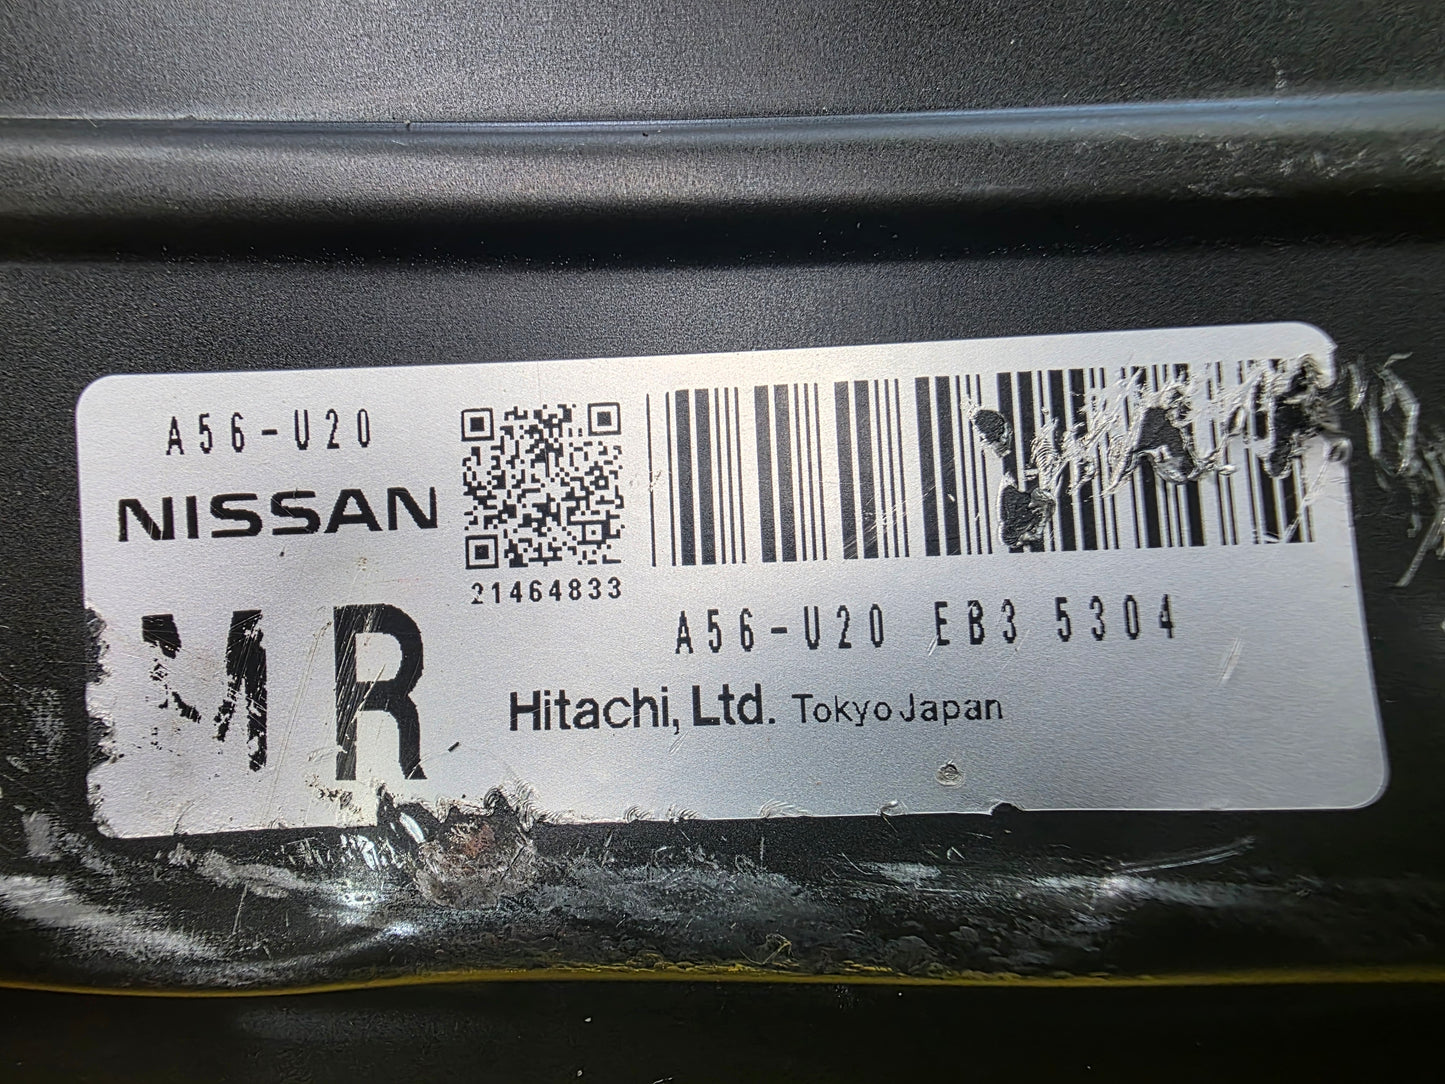 A56-U20
NISSAN
21464833
MR
A56-U20 EB3 5304
Hitachi, Ltd. Tokyo Japan